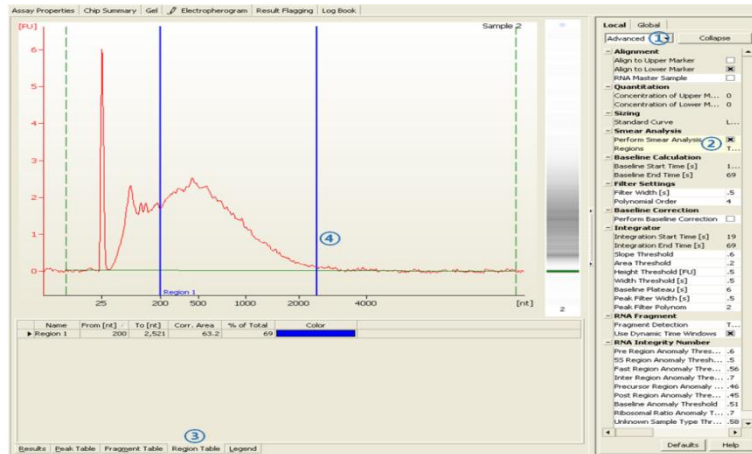 Assay Properties Chip Summary Gel Electropherogram Result Flagging Log Book
[FU]
Sample 2
6
5
4
3
2
1
0
④
Region 1
25 200 500 1000 2000 4000 [nt]
2
Name From [nt] To [nt] Corr. Area % of Total Color
Region 1 200 2,521 63.2 69
③
Results Peak Table Fragment Table Region Table Legend
Local Global
Advanced ① Collapse
Alignment
Align to Upper Marker
Align to Lower Marker
RNA Master Sample
Quantitation
Concentration of Upper M... 0
Concentration of Lower M... 0
Sizing
Standard Curve L...
Smear Analysis
Perform Smear Analysis ②
Regions T...
Baseline Calculation
Baseline Start Time [s] 1...
Baseline End Time [s] 69
Filter Settings
Filter Width [s] .5
Polynomial Order 4
Baseline Correction
Perform Baseline Correction
Integrator
Integration Start Time [s] 19
Integration End Time [s] 69
Slope Threshold .6
Area Threshold .2
Height Threshold [FU] .5
Width Threshold [s] .5
Baseline Plateau [s] 6
Peak Filter Width [s] .5
Peak Filter Polynom 2
RNA Fragment
Fragment Detection T...
Use Dynamic Time Windows
RNA Integrity Number
Pre Region Anomaly Thres... .6
5S Region Anomaly Thresh... .5
Fast Region Anomaly Thre... .56
Inter Region Anomaly Thre... .7
Precursor Region Anomaly ... .46
Post Region Anomaly Thre... .45
Baseline Anomaly Threshold .51
Ribosomal Ratio Anomaly T... .7
Unknown Sample Type Thr... .58
Defaults Help